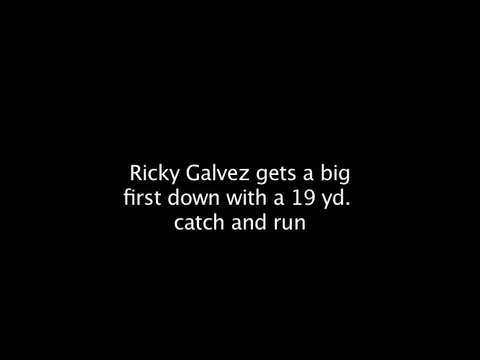 Ricky Galvez gets a big
first down with a 19 yd.
catch and run